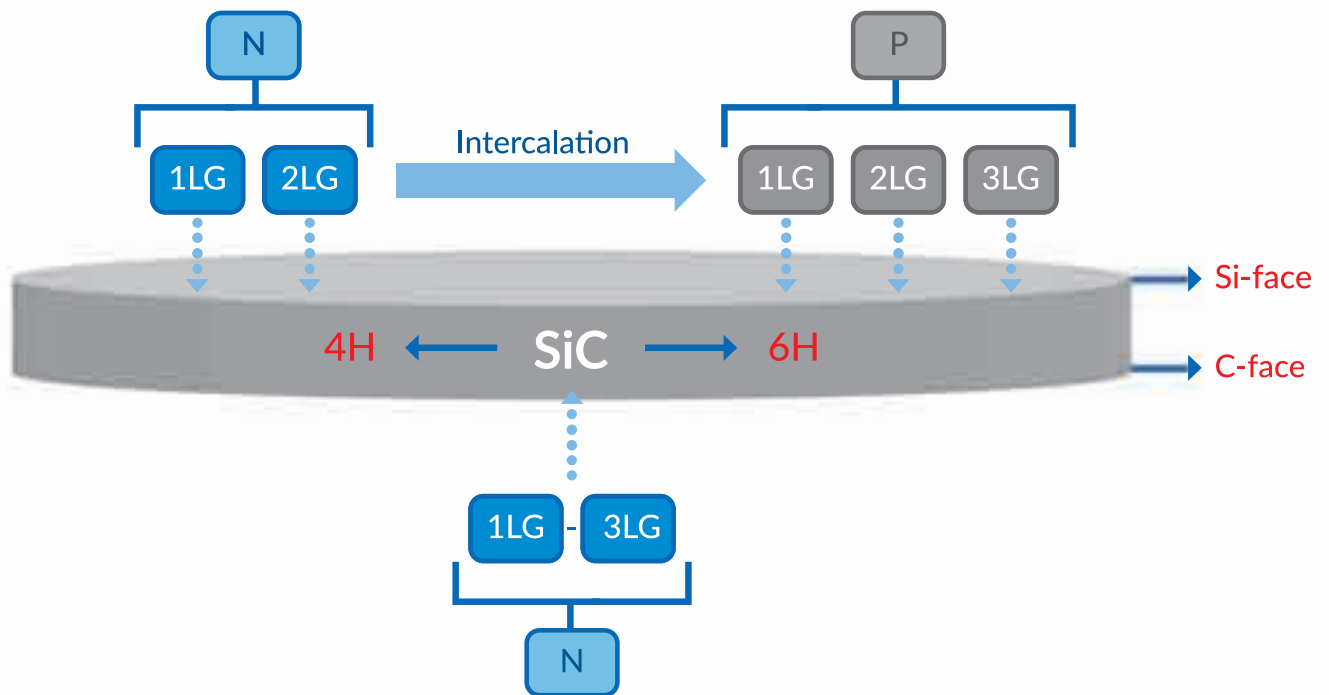 N
P
Intercalation
1LG
2LG
1LG
2LG
3LG
Si-face
4H
SiC
6H
C-face
1LG - 3LG
N